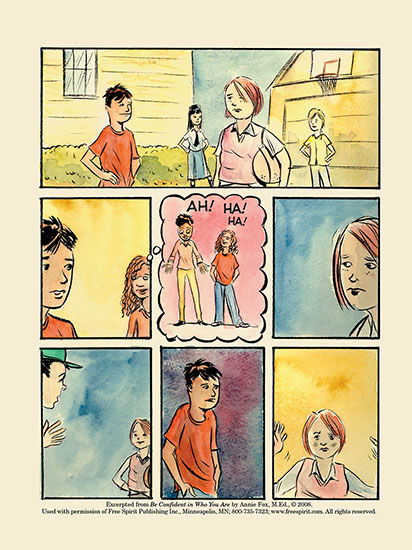 AH! HA!
HA!
Excerpted from Be Confident in Who You Are by Annie Fox, M.Ed., © 2008.
Used with permission of Free Spirit Publishing Inc., Minneapolis, MN; 800-735-7323; www.freespirit.com. All rights reserved.